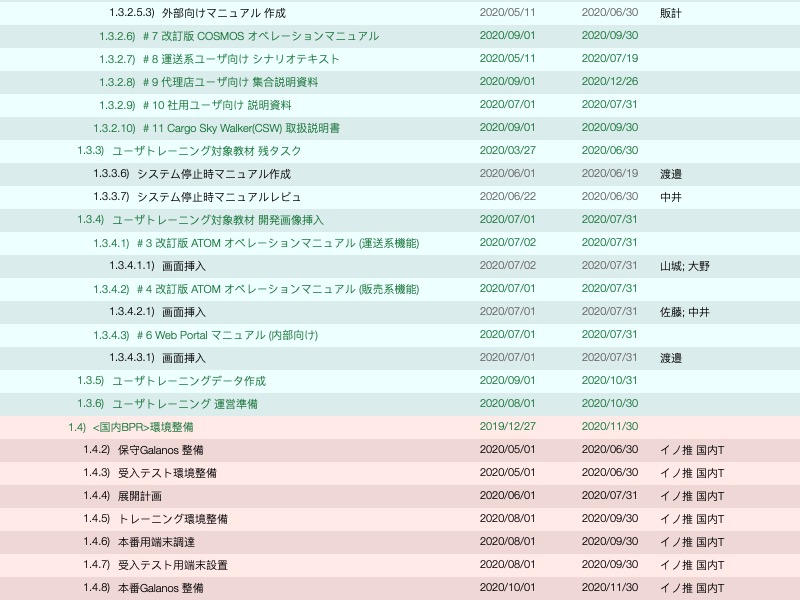 1.3.2.5.3) 外部向けマニュアル 作成 2020/05/11 2020/06/30 販計
1.3.2.6) #７改訂版 COSMOS オペレーションマニュアル 2020/09/01 2020/09/30
1.3.2.7) #８運送系ユーザ向け シナリオテキスト 2020/05/11 2020/07/19
1.3.2.8) #９代理店ユーザ向け 集合説明資料 2020/09/01 2020/12/26
1.3.2.9) #10 社用ユーザ向け 説明資料 2020/07/01 2020/07/31
1.3.2.10) #11 Cargo Sky Walker(CSW) 取扱説明書 2020/09/01 2020/09/30
1.3.3) ユーザトレーニング対象教材 残タスク 2020/03/27 2020/06/30
1.3.3.6) システム停止時マニュアル作成 2020/06/01 2020/06/19 渡邉
1.3.3.7) システム停止時マニュアルレビュ 2020/06/22 2020/06/30 中井
1.3.4) ユーザトレーニング対象教材 開発画像挿入 2020/07/01 2020/07/31
1.3.4.1) #３改訂版 ATOM オペレーションマニュアル (運送系機能) 2020/07/02 2020/07/31
1.3.4.1.1) 画面挿入 2020/07/02 2020/07/31 山城; 大野
1.3.4.2) #４改訂版 ATOM オペレーションマニュアル (販売系機能) 2020/07/01 2020/07/31
1.3.4.2.1) 画面挿入 2020/07/01 2020/07/31 佐藤; 中井
1.3.4.3) #６Web Portal マニュアル (内部向け) 2020/07/01 2020/07/31
1.3.4.3.1) 画面挿入 2020/07/01 2020/07/31 渡邉
1.3.5) ユーザトレーニングデータ作成 2020/09/01 2020/10/31
1.3.6) ユーザトレーニング 運営準備 2020/08/01 2020/10/30
1.4) <国内BPR>環境整備 2019/12/27 2020/11/30
1.4.2) 保守Galanos 整備 2020/05/01 2020/06/30 イノ推 国内T
1.4.3) 受入テスト環境整備 2020/05/01 2020/06/30 イノ推 国内T
1.4.4) 展開計画 2020/06/01 2020/07/31 イノ推 国内T
1.4.5) トレーニング環境整備 2020/08/01 2020/09/30 イノ推 国内T
1.4.6) 本番用端末調達 2020/08/01 2020/09/30 イノ推 国内T
1.4.7) 受入テスト用端末設置 2020/08/01 2020/09/30 イノ推 国内T
1.4.8) 本番Galanos 整備 2020/10/01 2020/11/30 イノ推 国内T